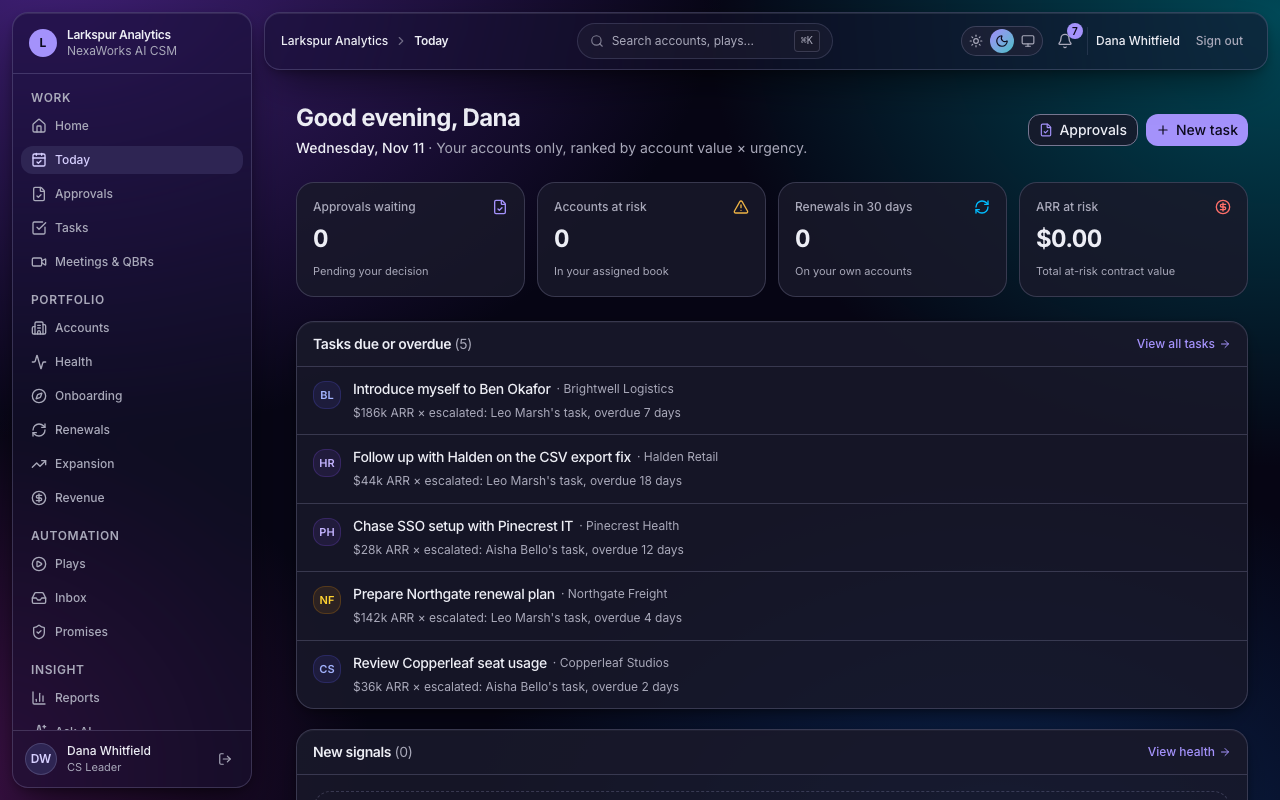 L
Larkspur Analytics
NexaWorks AI CSM
WORK
Home
Today
Approvals
Tasks
Meetings & QBRs
PORTFOLIO
Accounts
Health
Onboarding
Renewals
Expansion
Revenue
AUTOMATION
Plays
Inbox
Promises
INSIGHT
Reports
Ask AI
DW
Dana Whitfield
CS Leader
Larkspur Analytics > Today
Search accounts, plays... ⌘K
7
Dana Whitfield
Sign out
Good evening, Dana
Wednesday, Nov 11 · Your accounts only, ranked by account value × urgency.
Approvals
+ New task
Approvals waiting
0
Pending your decision
Accounts at risk
0
In your assigned book
Renewals in 30 days
0
On your own accounts
ARR at risk
$0.00
Total at-risk contract value
Tasks due or overdue (5)
View all tasks →
BL
Introduce myself to Ben Okafor · Brightwell Logistics
$186k ARR × escalated: Leo Marsh's task, overdue 7 days
HR
Follow up with Halden on the CSV export fix · Halden Retail
$44k ARR × escalated: Leo Marsh's task, overdue 18 days
PH
Chase SSO setup with Pinecrest IT · Pinecrest Health
$28k ARR × escalated: Aisha Bello's task, overdue 12 days
NF
Prepare Northgate renewal plan · Northgate Freight
$142k ARR × escalated: Leo Marsh's task, overdue 4 days
CS
Review Copperleaf seat usage · Copperleaf Studios
$36k ARR × escalated: Aisha Bello's task, overdue 2 days
New signals (0)
View health →